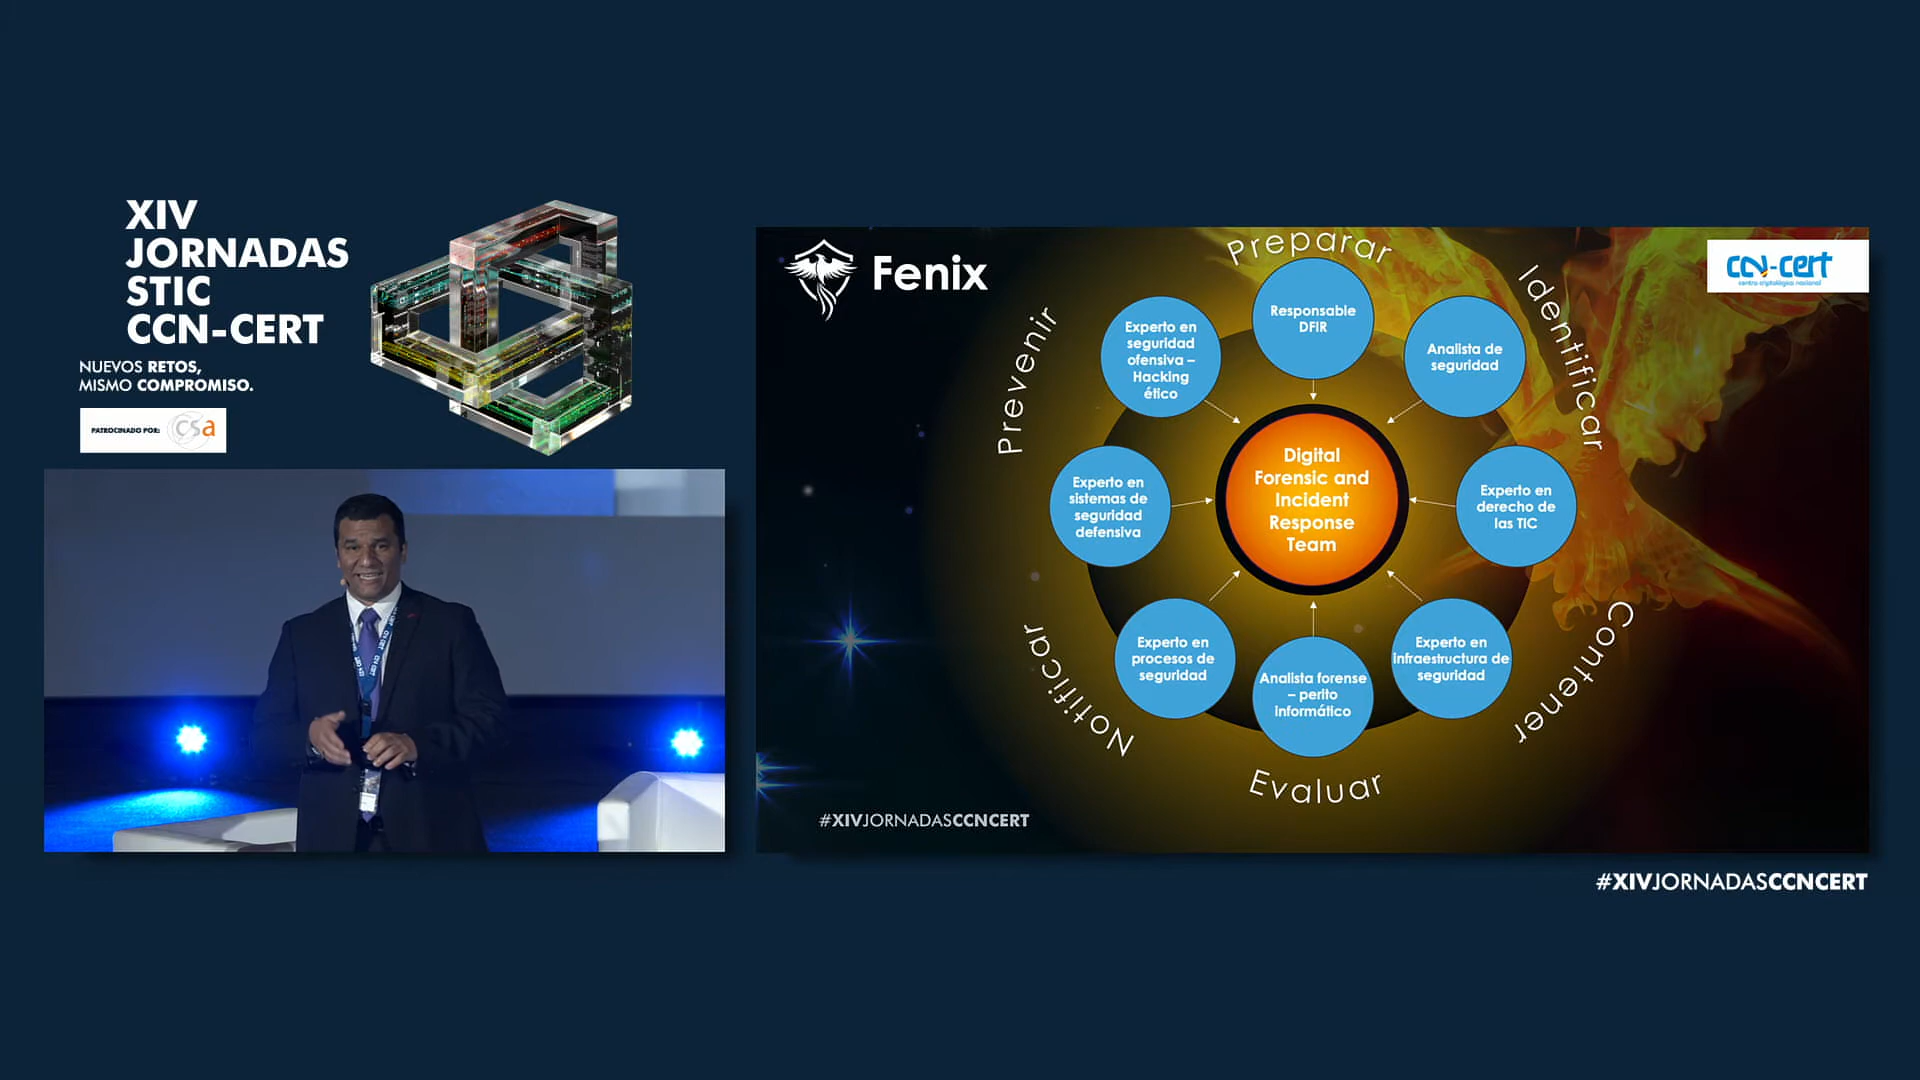 XIV
JORNADAS
STIC
CCN-CERT
NUEVOS RETOS,
MISMO COMPROMISO.
PATROCINADO POR:
csa
Fenix
ccn-cert
centro criptológico nacional
Preparar
Identificar
Contener
Evaluar
Notificar
Prevenir
Responsable
DFIR
Analista de
seguridad
Experto en
derecho de
las TIC
Experto en
infraestructura de
seguridad
Analista forense
– perito
informático
Experto en
procesos de
seguridad
Experto en
sistemas de
seguridad
defensiva
Experto en
seguridad
ofensiva –
Hacking
ético
Digital
Forensic and
Incident
Response
Team
#XIVJORNADASCCNCERT
#XIVJORNADASCCNCERT